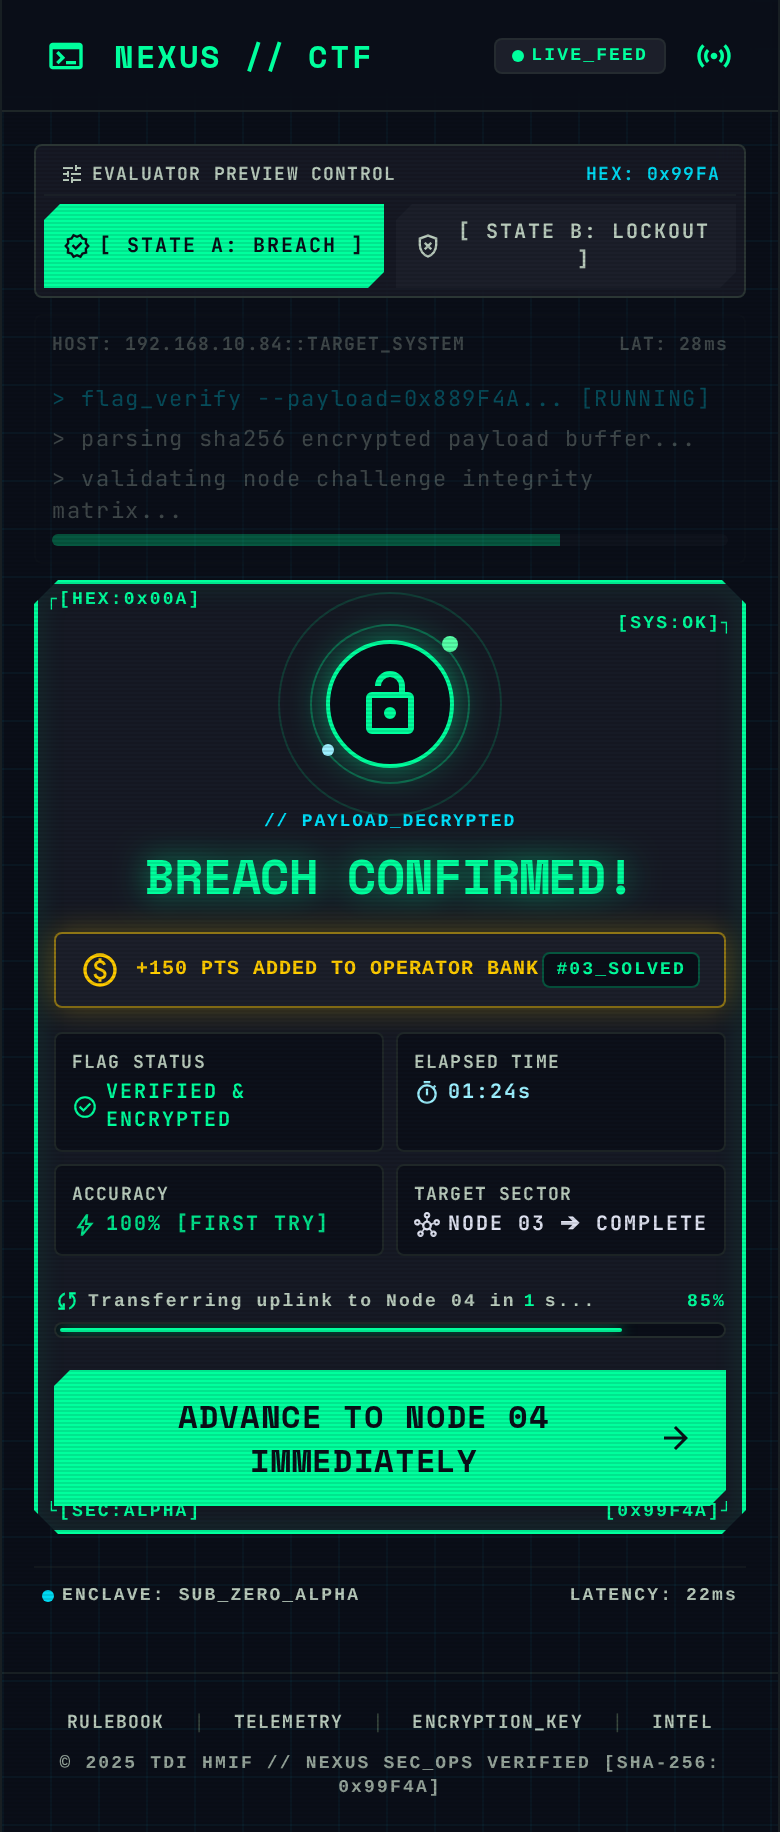 NEXUS // CTF
LIVE_FEED
EVALUATOR PREVIEW CONTROL
HEX: 0x99FA
[ STATE A: BREACH ]
[ STATE B: LOCKOUT
]
HOST: 192.168.10.84::TARGET_SYSTEM
LAT: 28ms
> flag_verify --payload=0x889F4A... [RUNNING]
> parsing sha256 encrypted payload buffer...
> validating node challenge integrity
matrix...
┌[HEX:0x00A]
[SYS:OK]┐
// PAYLOAD_DECRYPTED
BREACH CONFIRMED!
+150 PTS ADDED TO OPERATOR BANK
#03_SOLVED
FLAG STATUS
VERIFIED &
ENCRYPTED
ELAPSED TIME
01:24s
ACCURACY
100% [FIRST TRY]
TARGET SECTOR
NODE 03 ➔ COMPLETE
Transferring uplink to Node 04 in 1 s...
85%
ADVANCE TO NODE 04
IMMEDIATELY
└[SEC:ALPHA]
[0x99F4A]┘
ENCLAVE: SUB_ZERO_ALPHA
LATENCY: 22ms
RULEBOOK | TELEMETRY | ENCRYPTION_KEY | INTEL
© 2025 TDI HMIF // NEXUS SEC_OPS VERIFIED [SHA-256:
0x99F4A]